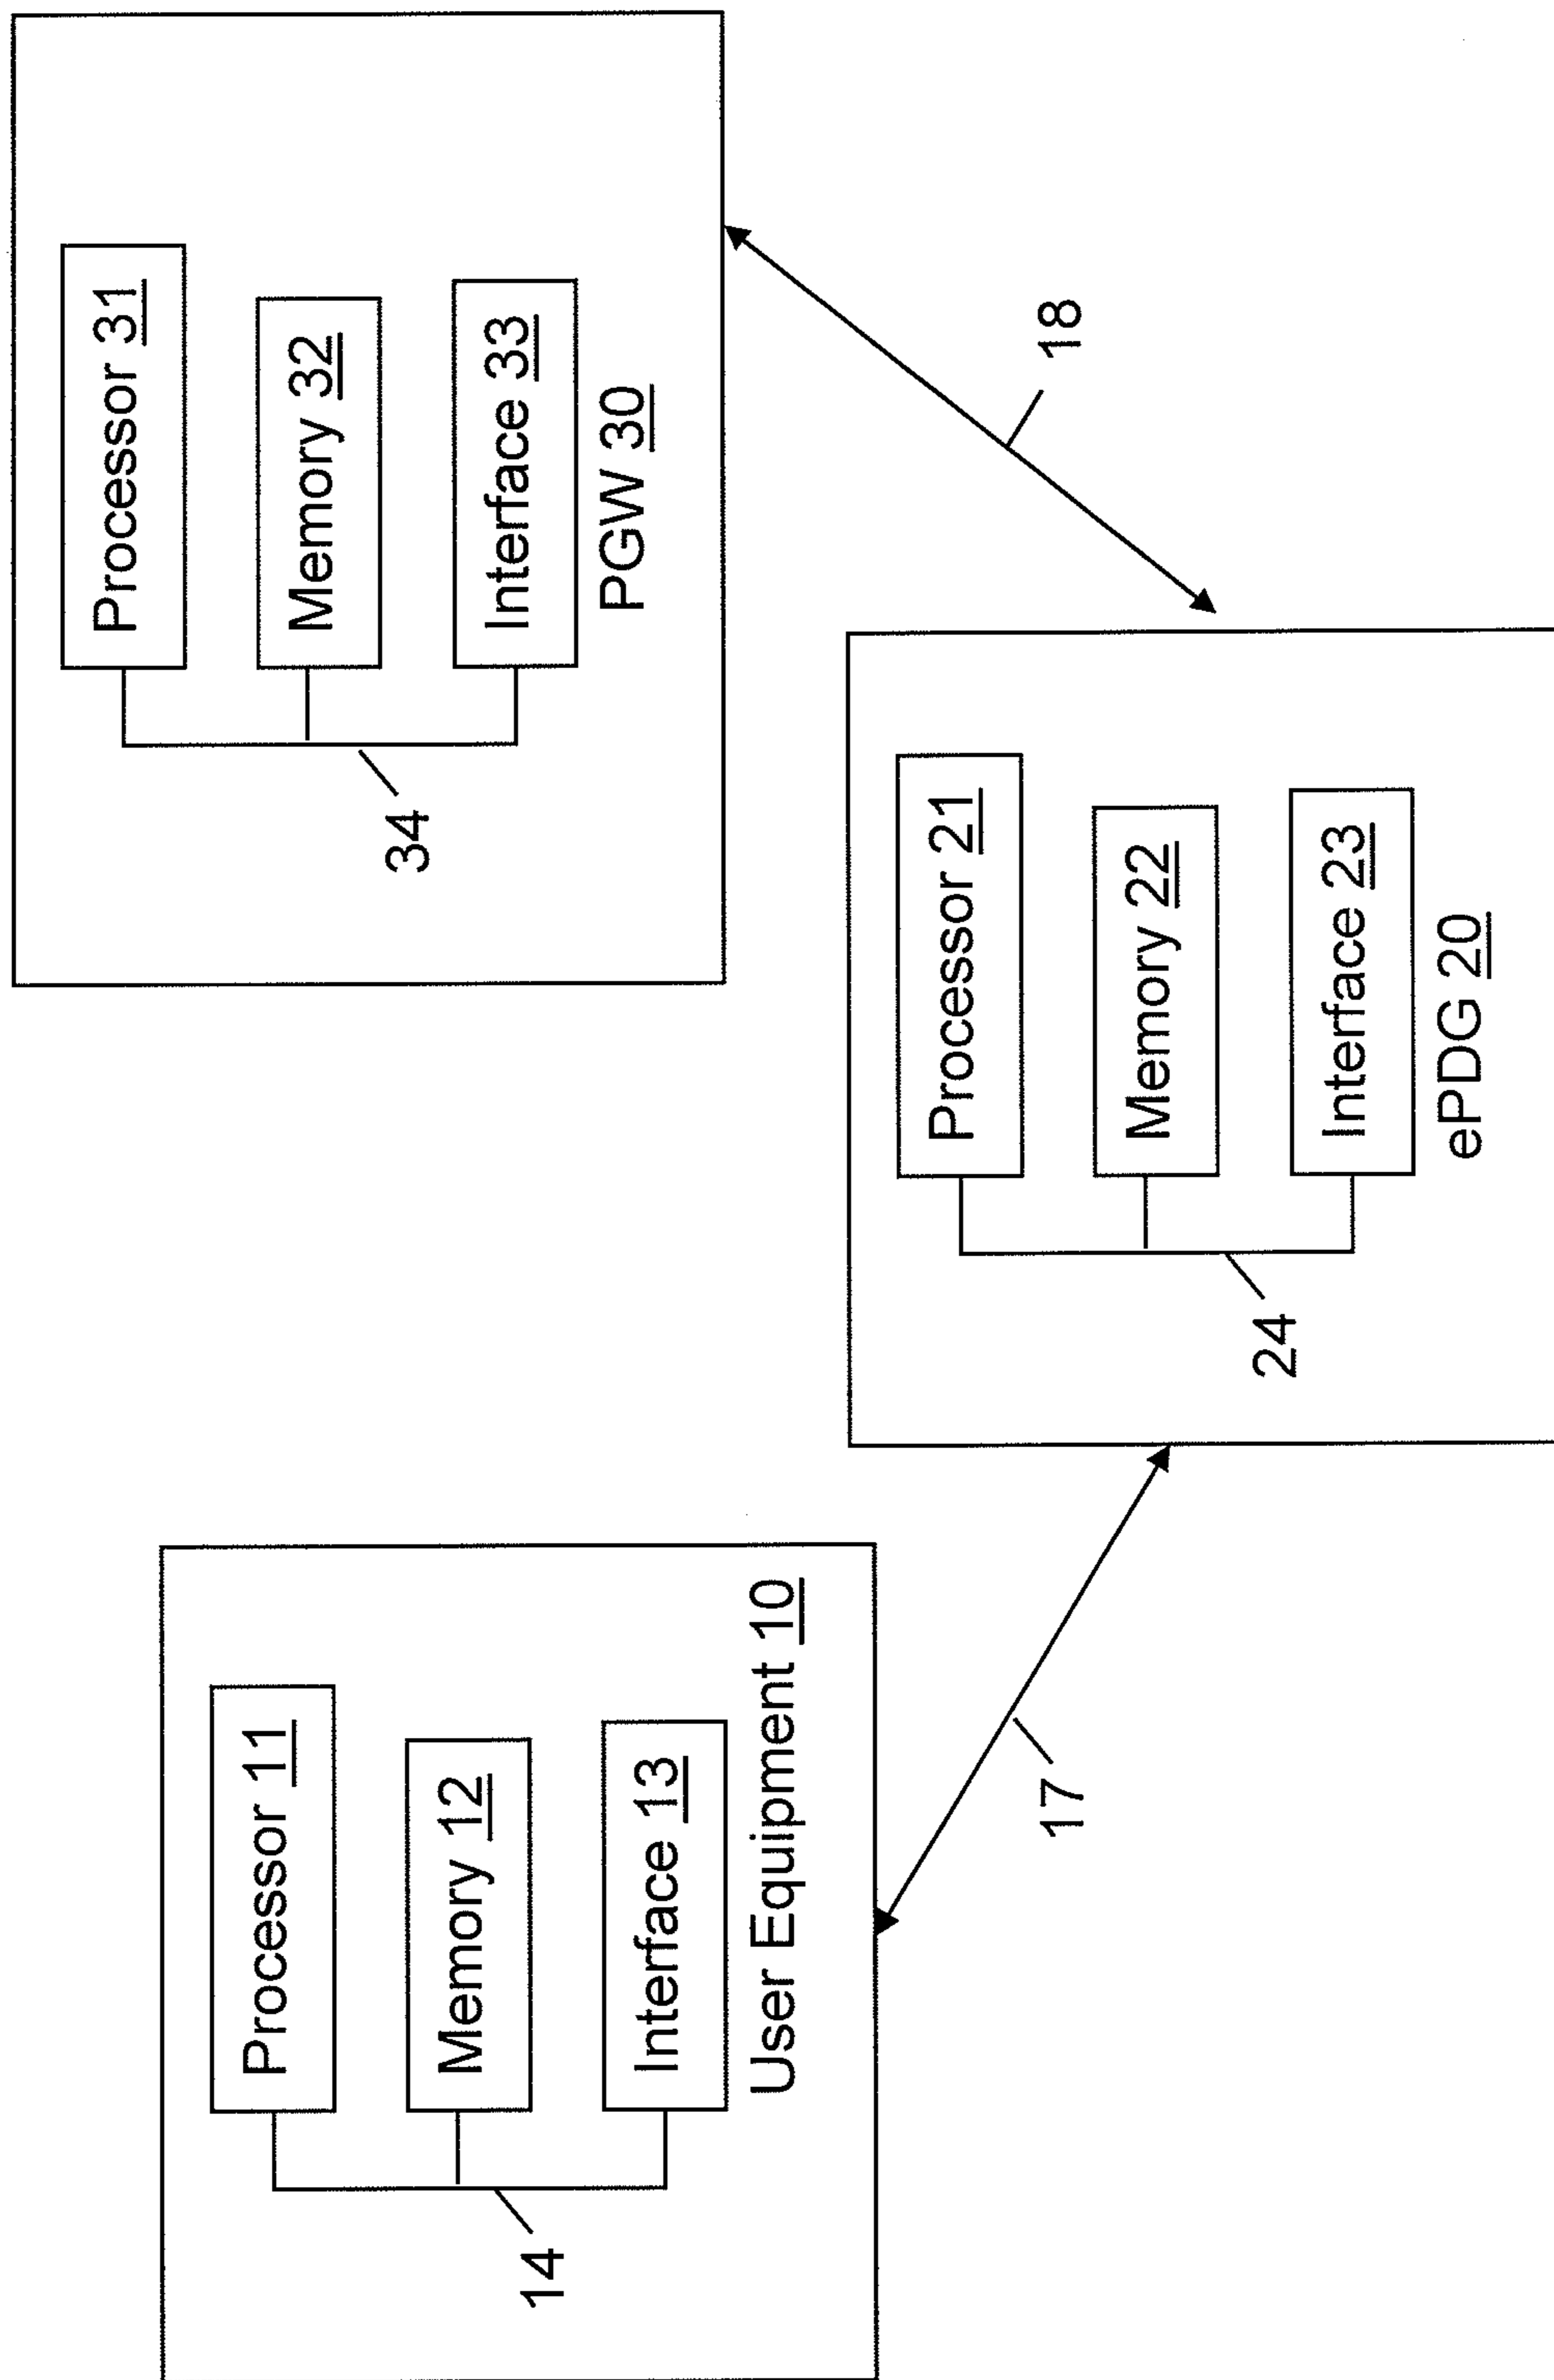 Processor 11
Memory 12
Interface 13
User Equipment 10
14
17
Processor 21
Memory 22
Interface 23
ePDG 20
24
18
Processor 31
Memory 32
Interface 33
PGW 30
34